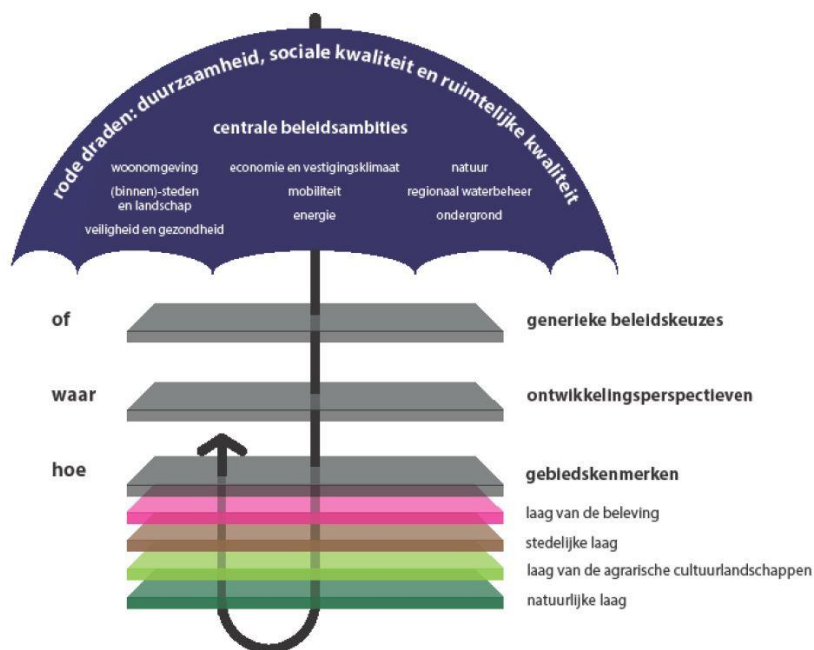 rode draden: duurzaamheid, sociale kwaliteit en ruimtelijke kwaliteit
centrale beleidsambities
woonomgeving
(binnen)-steden
en landschap
veiligheid en gezondheid
economie en vestigingsklimaat
mobiliteit
energie
natuur
regionaal waterbeheer
ondergrond
of
generieke beleidskeuzes
waar
ontwikkelingsperspectieven
hoe
gebiedskenmerken
laag van de beleving
stedelijke laag
laag van de agrarische cultuurlandschappen
natuurlijke laag